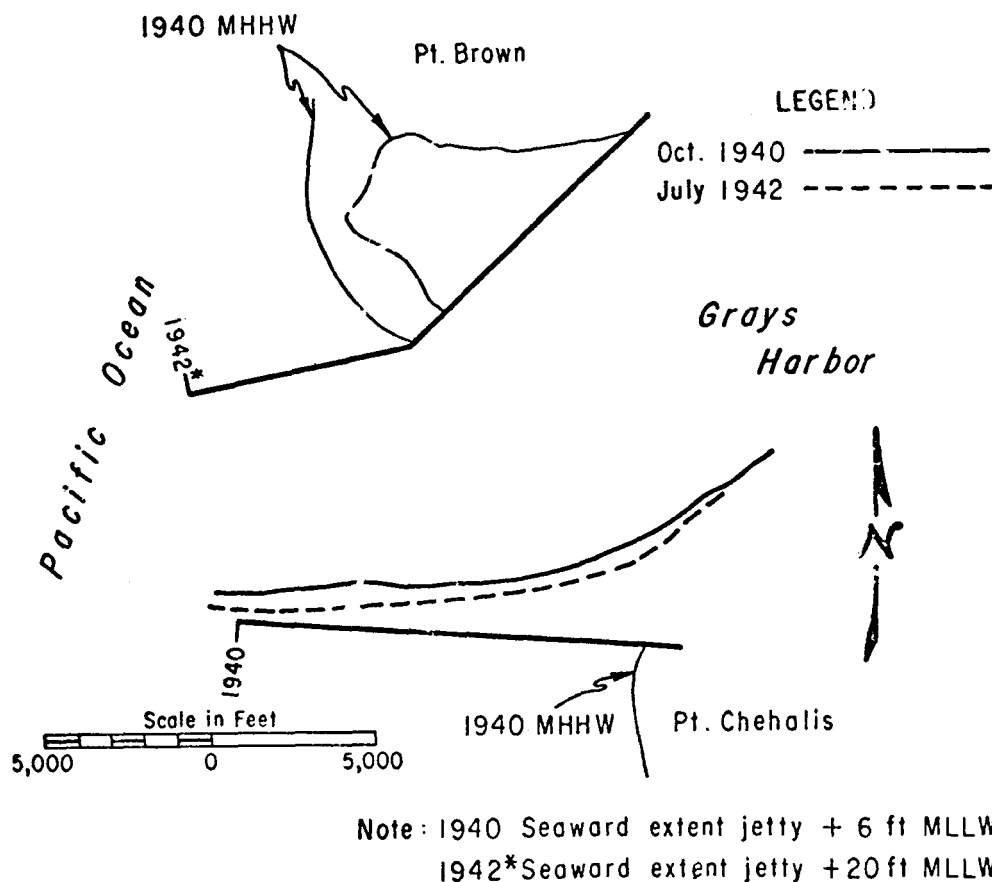 1940 MHHW
Pt. Brown
LEGEND
Oct. 1940
July 1942
Pacific Ocean
1942*
Grays
Harbor
N
1940
Scale in Feet
5,000 0 5,000
1940 MHHW
Pt. Chehalis
Note: 1940 Seaward extent jetty + 6 ft MLLW
1942* Seaward extent jetty +20 ft MLLW